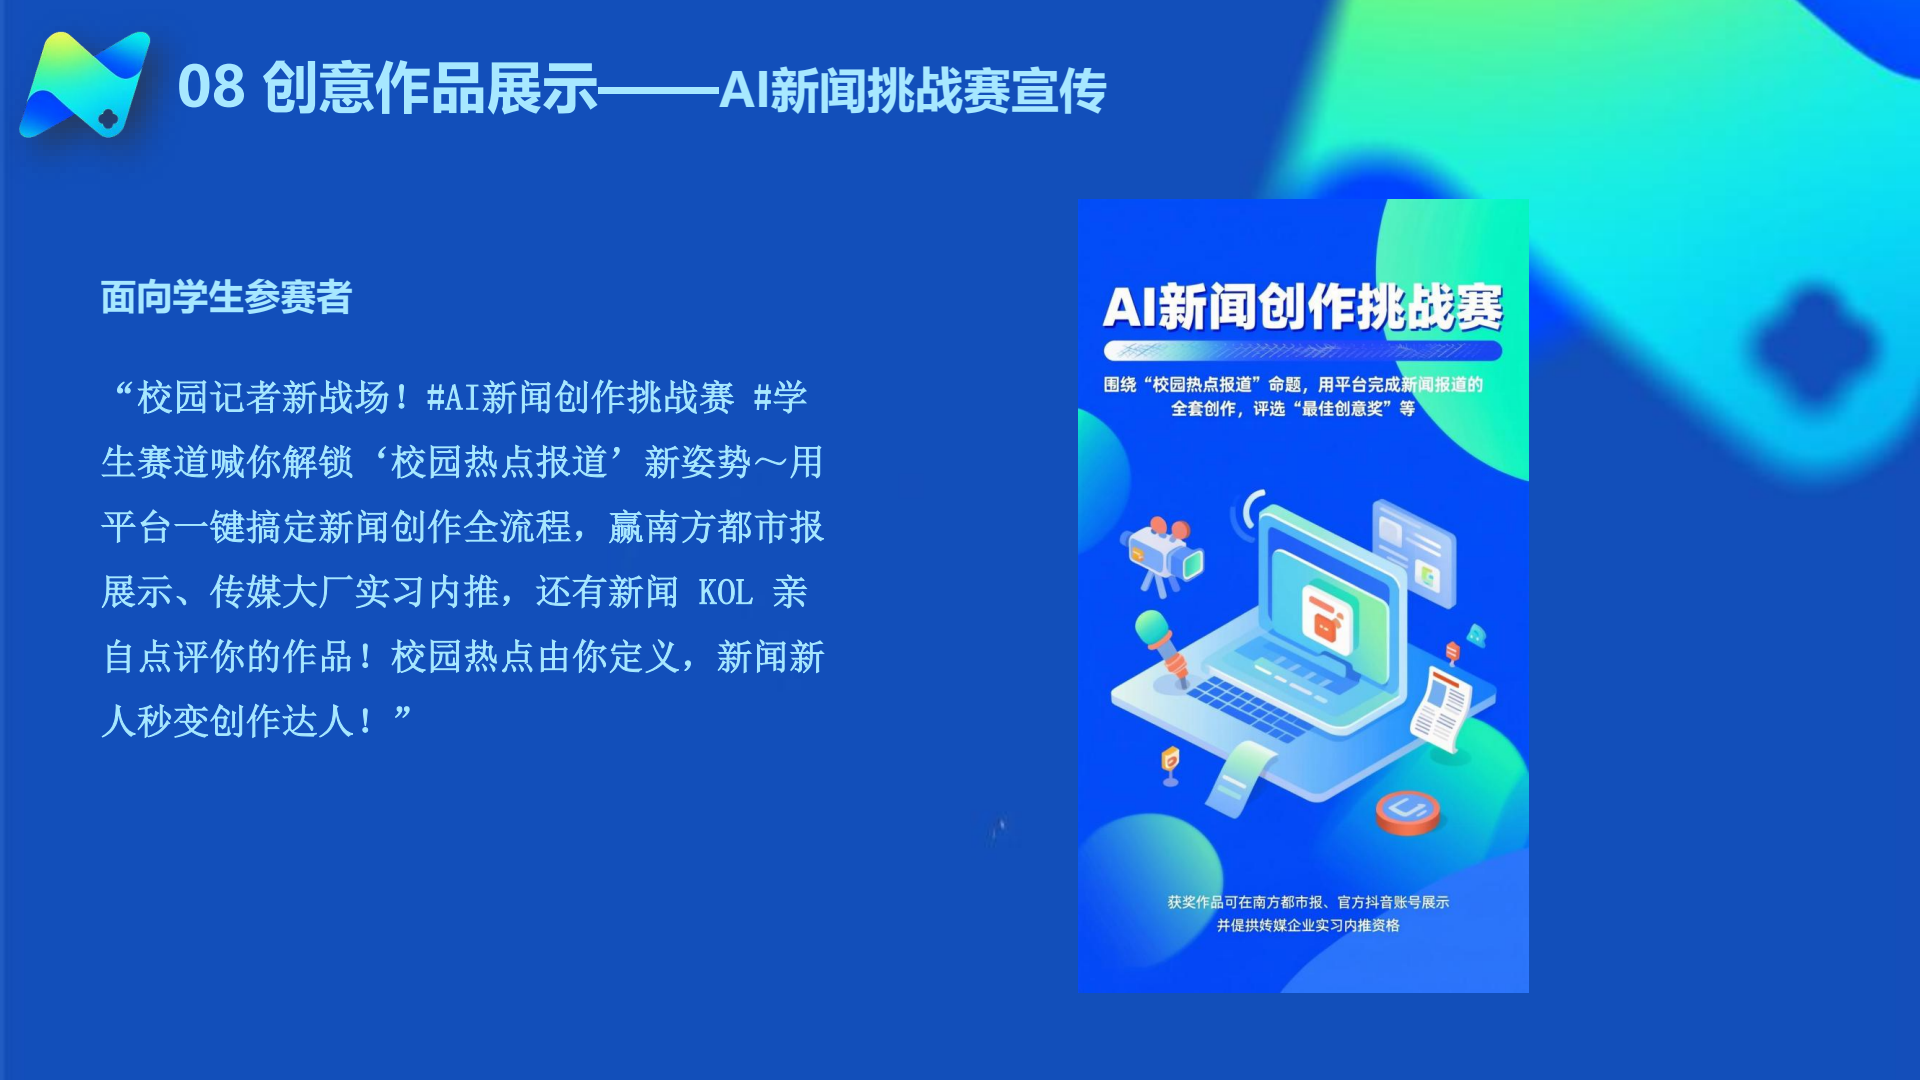 08 创意作品展示——AI新闻挑战赛宣传
面向学生参赛者
“校园记者新战场！#AI新闻创作挑战赛 #学
生赛道喊你解锁‘校园热点报道’新姿势～用
平台一键搞定新闻创作全流程，赢南方都市报
展示、传媒大厂实习内推，还有新闻 KOL 亲
自点评你的作品！校园热点由你定义，新闻新
人秒变创作达人！”
AI新闻创作挑战赛
围绕“校园热点报道”命题，用平台完成新闻报道的
全套创作，评选“最佳创意奖”等
获奖作品可在南方都市报、官方抖音账号展示
媒企业实习内推资格